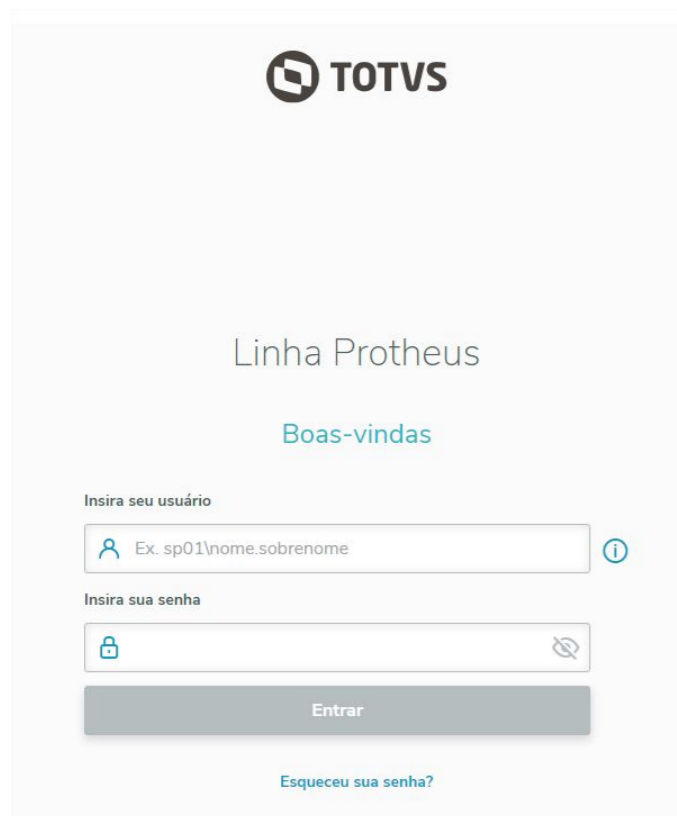 TOTVS
Linha Protheus
Boas-vindas
Insira seu usuário
Ex. sp01\nome.sobrenome
Insira sua senha
Entrar
Esqueceu sua senha?